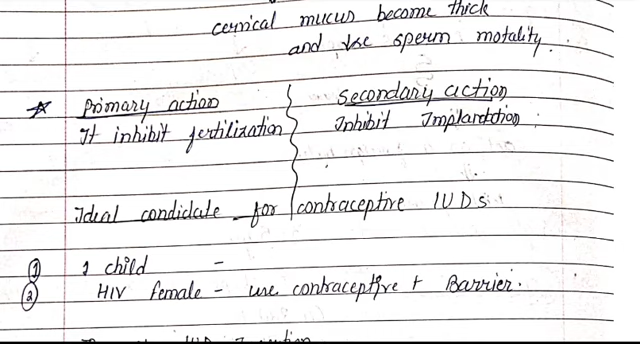 cervical mucus become thick
and ↓se sperm motality.
☆ Primary action
It inhibit fertilization
Secondary action
Inhibit Implantation
Ideal condidate for contraceptive IUDs
① 1 child -
② HIV female - use contraceptive + Barrier.